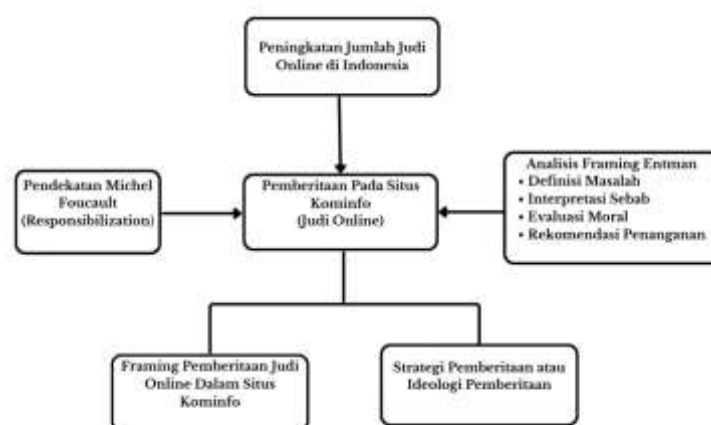 Peningkatan Jumlah Judi
Online di Indonesia
Pendekatan Michel
Foucault
(Responsibilization)
Pemberitaan Pada Situs
Kominfo
(Judi Online)
Analisis Framing Entman
• Definisi Masalah
• Interpretasi Sebab
• Evaluasi Moral
• Rekomendasi Penanganan
Framing Pemberitaan Judi
Online Dalam Situs
Kominfo
Strategi Pemberitaan atau
Ideologi Pemberitaan